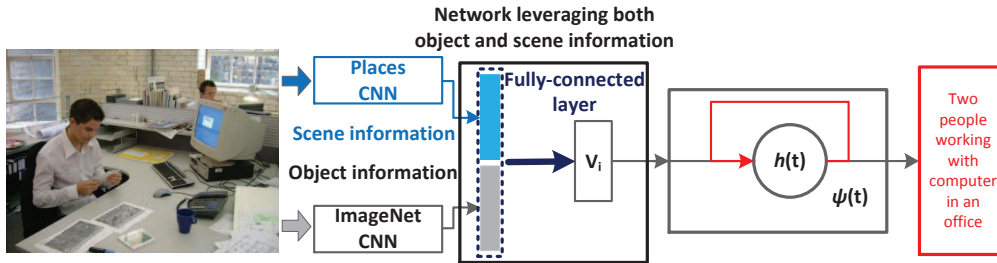 Network leveraging both
object and scene information
Places
CNN
Scene information
Object information
ImageNet
CNN
Fully-connected
layer
V i
h(t)
ψ(t)
Two
people
working
with
computer
in an
office